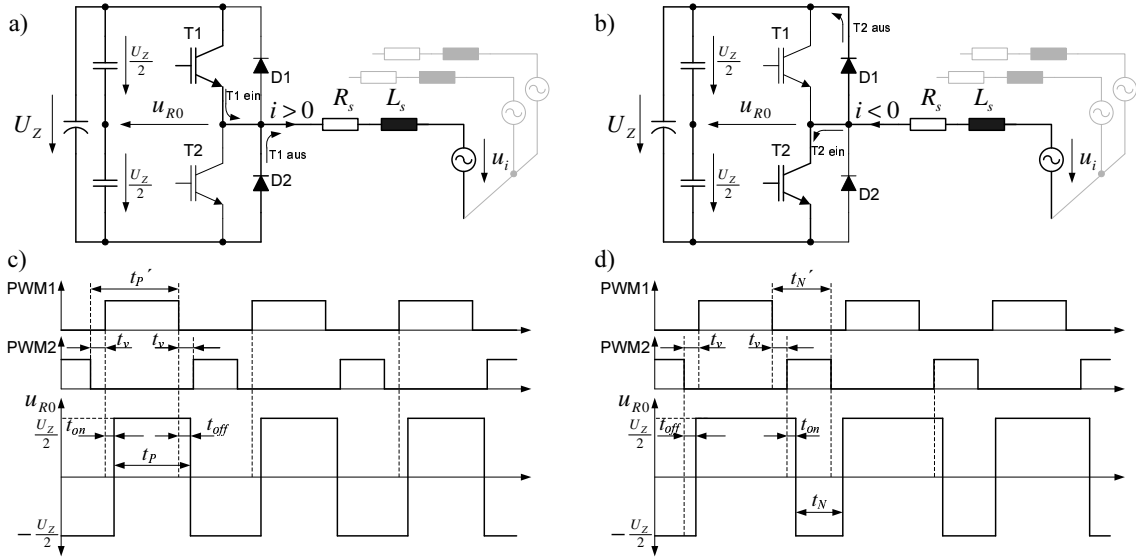 a)
T1
U_Z/2
D1
T1 ein
u_R0
i > 0
R_s
L_s
U_Z
T1 aus
T2
U_Z/2
D2
u_i
b)
T2 aus
T1
U_Z/2
D1
u_R0
i < 0
R_s
L_s
U_Z
T2 ein
T2
U_Z/2
D2
u_i
c)
t_P´
PWM1
t_v
t_v
PWM2
u_R0
U_Z/2
t_on
t_off
t_P
− U_Z/2
d)
t_N´
PWM1
t_v
t_v
PWM2
u_R0
U_Z/2
t_off
t_on
t_N
− U_Z/2